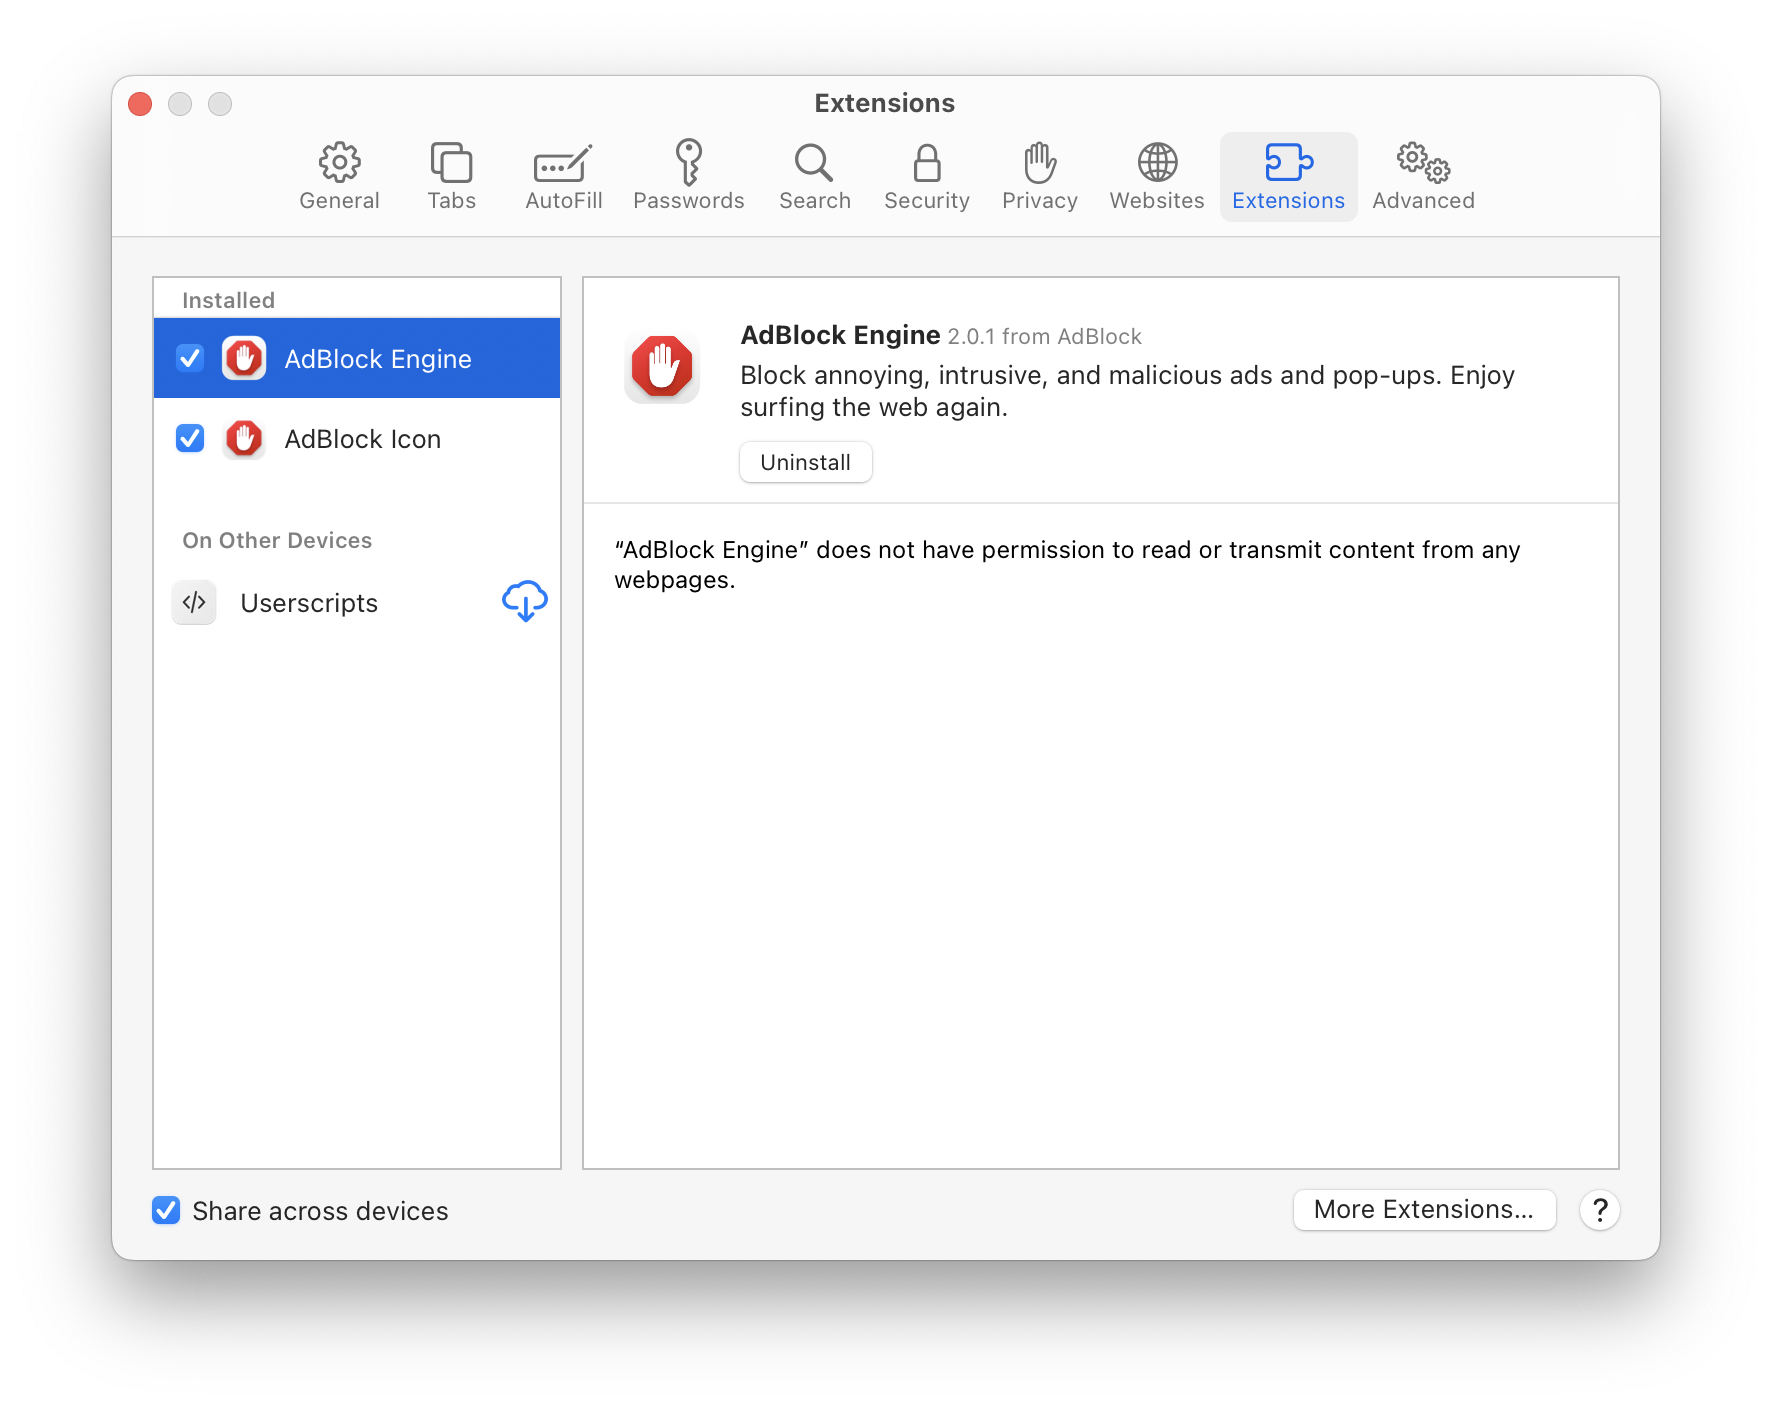 Extensions
General
Tabs
AutoFill
Passwords
Search
Security
Privacy
Websites
Extensions
Advanced
Installed
AdBlock Engine
AdBlock Icon
On Other Devices
</> Userscripts
AdBlock Engine 2.0.1 from AdBlock
Block annoying, intrusive, and malicious ads and pop-ups. Enjoy
surfing the web again.
Uninstall
“AdBlock Engine” does not have permission to read or transmit content from any
webpages.
Share across devices
More Extensions...
?